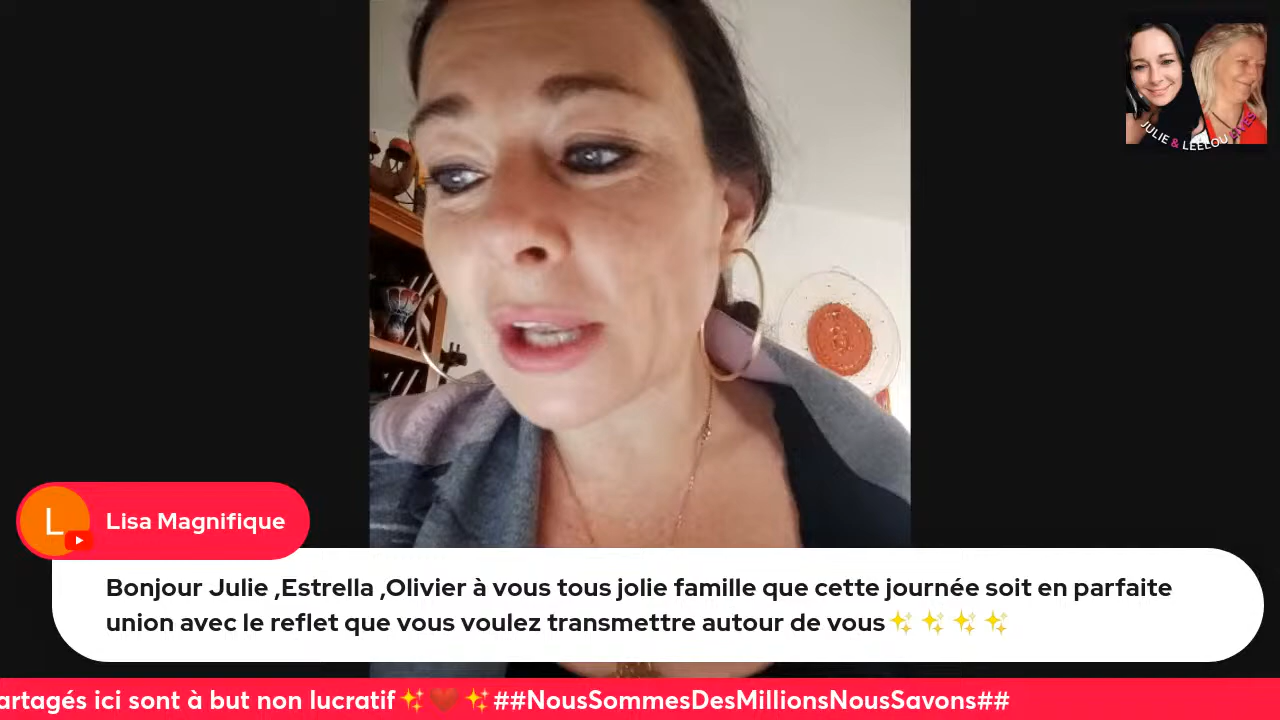 JULIE & LEELOU LIVES
L
Lisa Magnifique
Bonjour Julie ,Estrella ,Olivier à vous tous jolie famille que cette journée soit en parfaite
union avec le reflet que vous voulez transmettre autour de vous✨✨✨✨
artagés ici sont à but non lucratif✨❤️✨##NousSommesDesMillionsNousSavons##